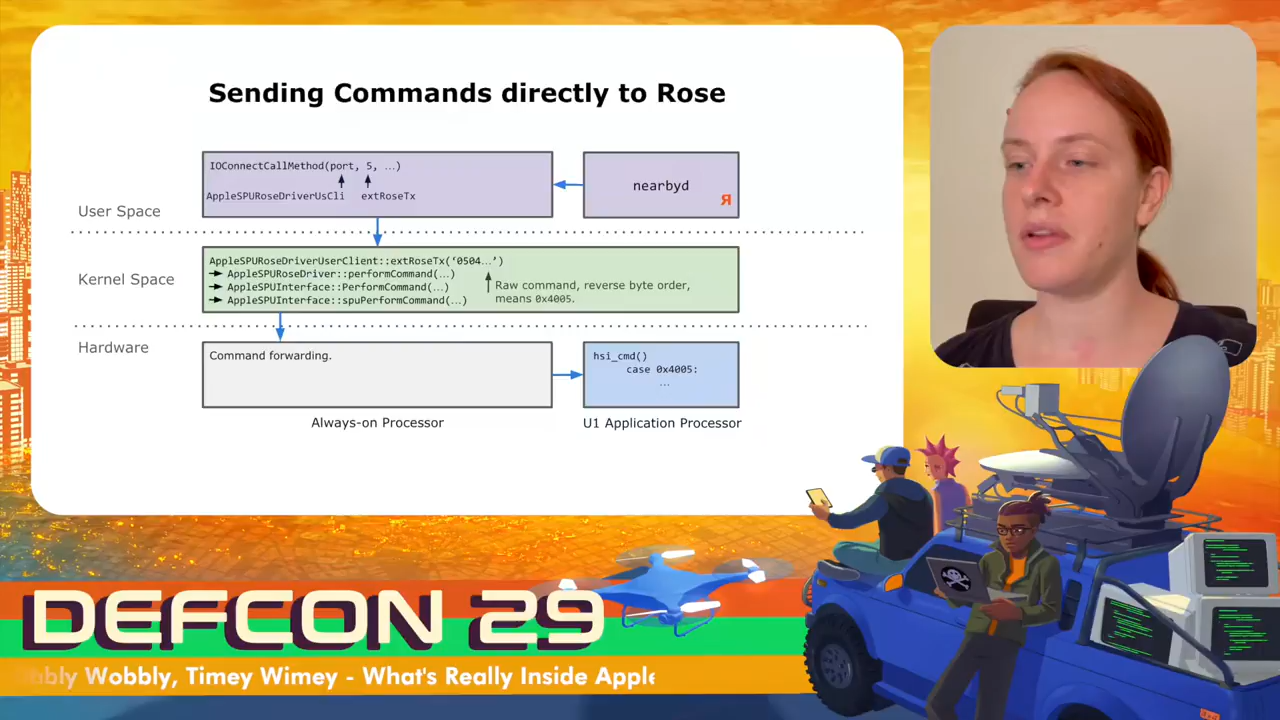 Sending Commands directly to Rose
IOConnectCallMethod(port, 5, …)
AppleSPURoseDriverUsCli extRoseTx
nearbyd
Я
User Space
Kernel Space
AppleSPURoseDriverUserClient::extRoseTx(‘0504…’)
AppleSPURoseDriver::performCommand(…)
AppleSPUInterface::PerformCommand(…)
AppleSPUInterface::spuPerformCommand(…)
Raw command, reverse byte order,
means 0x4005.
Hardware
Command forwarding.
hsi_cmd()
case 0x4005:
…
Always-on Processor
U1 Application Processor
DEFCON 29
bly Wobbly, Timey Wimey - What's Really Inside Apple